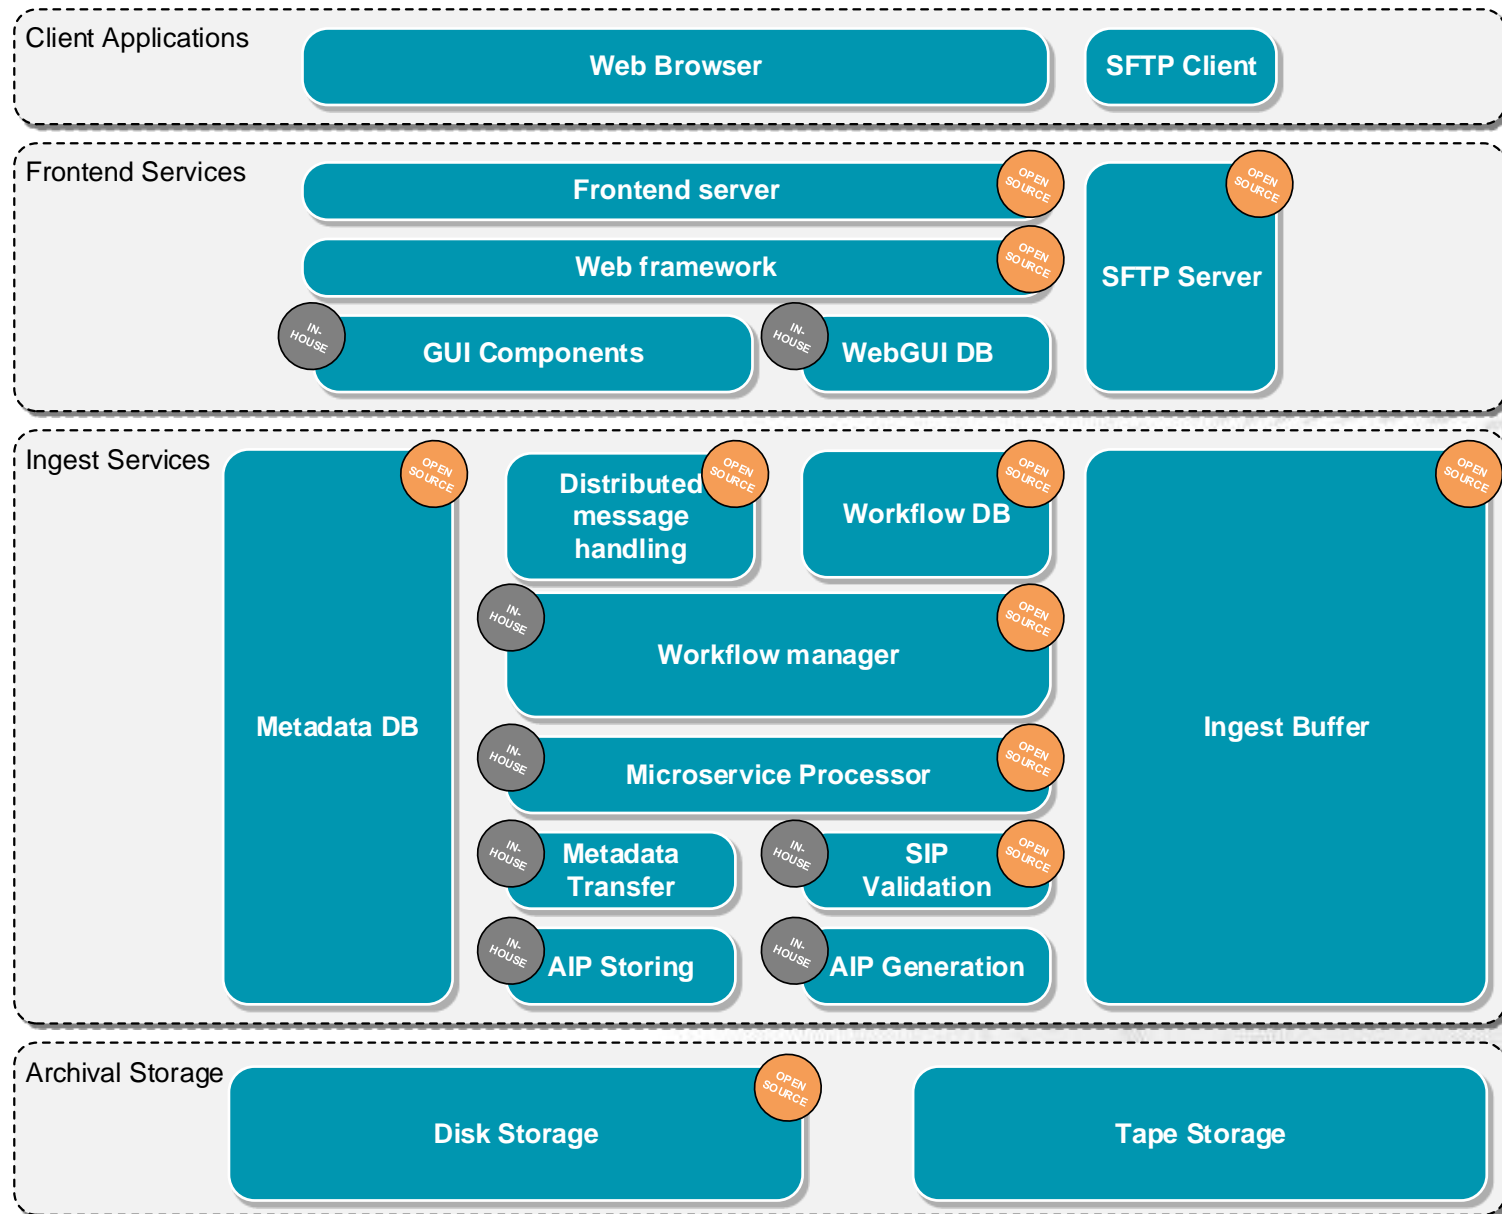 Client Applications
Web Browser
SFTP Client
Frontend Services
Frontend server
OPEN
SOURCE
OPEN
SOURCE
Web framework
OPEN
SOURCE
SFTP Server
IN-
HOUSE
GUI Components
IN-
HOUSE
WebGUI DB
Ingest Services
OPEN
SOURCE
Distributed
message
handling
OPEN
SOURCE
Workflow DB
OPEN
SOURCE
OPEN
SOURCE
IN-
HOUSE
Workflow manager
OPEN
SOURCE
Metadata DB
Ingest Buffer
IN-
HOUSE
Microservice Processor
OPEN
SOURCE
IN-
HOUSE
Metadata
Transfer
IN-
HOUSE
SIP
Validation
OPEN
SOURCE
IN-
HOUSE
AIP Storing
IN-
HOUSE
AIP Generation
Archival Storage
OPEN
SOURCE
Disk Storage
Tape Storage